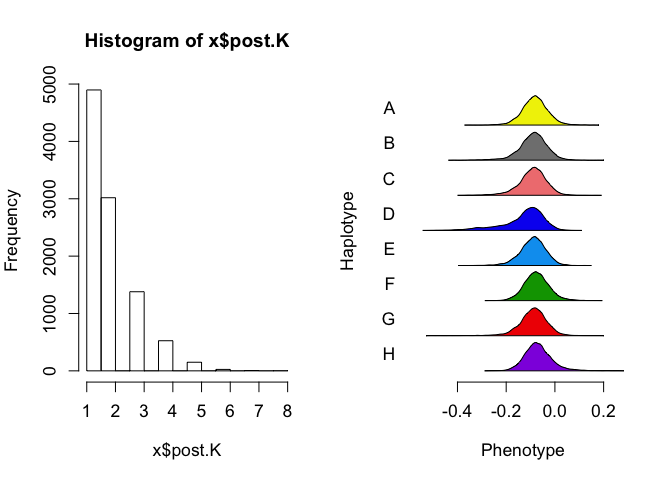 Histogram of x$post.K
Frequency
5000
4000
3000
2000
1000
0
1 2 3 4 5 6 7 8
x$post.K
Haplotype
A
B
C
D
E
F
G
H
-0.4 -0.2 0.0 0.2
Phenotype